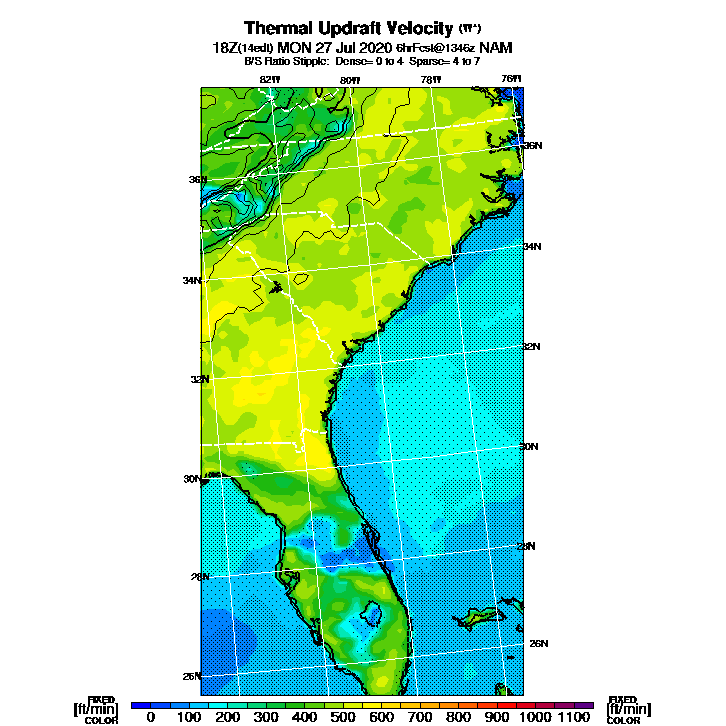 Thermal Updraft Velocity (W*)
18Z(14edt) MON 27 Jul 2020 6hrFcst@1346z NAM
B/S Ratio Stipple: Dense= 0 to 4 Sparse= 4 to 7
82W 80W 78W 76W
36N
36N
34N
34N
32N
32N
30N
30N
28N
28N
26N
26N
FIXED FIXED
[ft/min] [ft/min]
COLOR COLOR
0 100 200 300 400 500 600 700 800 900 1000 1100